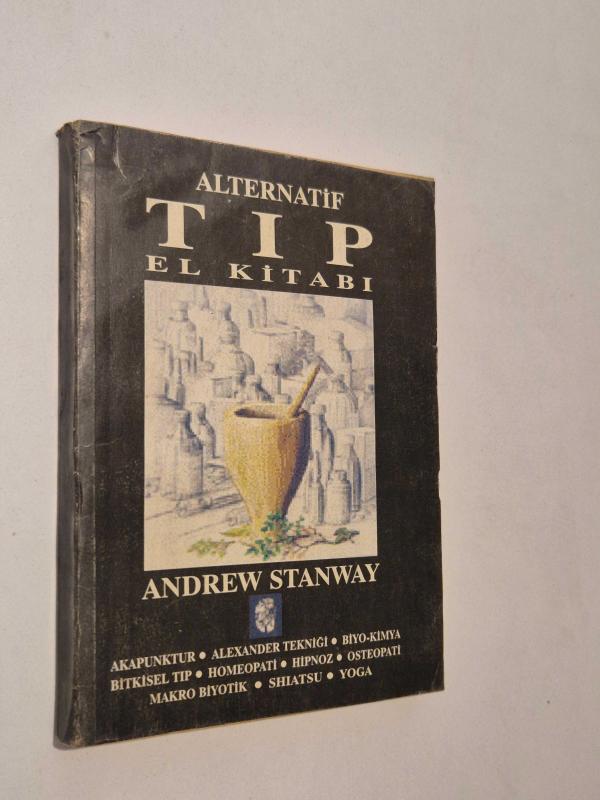 ALTERNATİF
TIP
EL KİTABI
ANDREW STANWAY
AKAPUNKTUR • ALEXANDER TEKNİĞİ • BİYO-KİMYA
BİTKİSEL TIP • HOMEOPATİ • HİPNOZ • OSTEOPATİ
MAKRO BİYOTİK • SHIATSU • YOGA